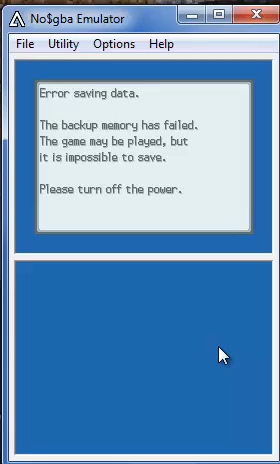 No$gba Emulator
File Utility Options Help
Error saving data.
The backup memory has failed.
The game may be played, but
it is impossible to save.
Please turn off the power.